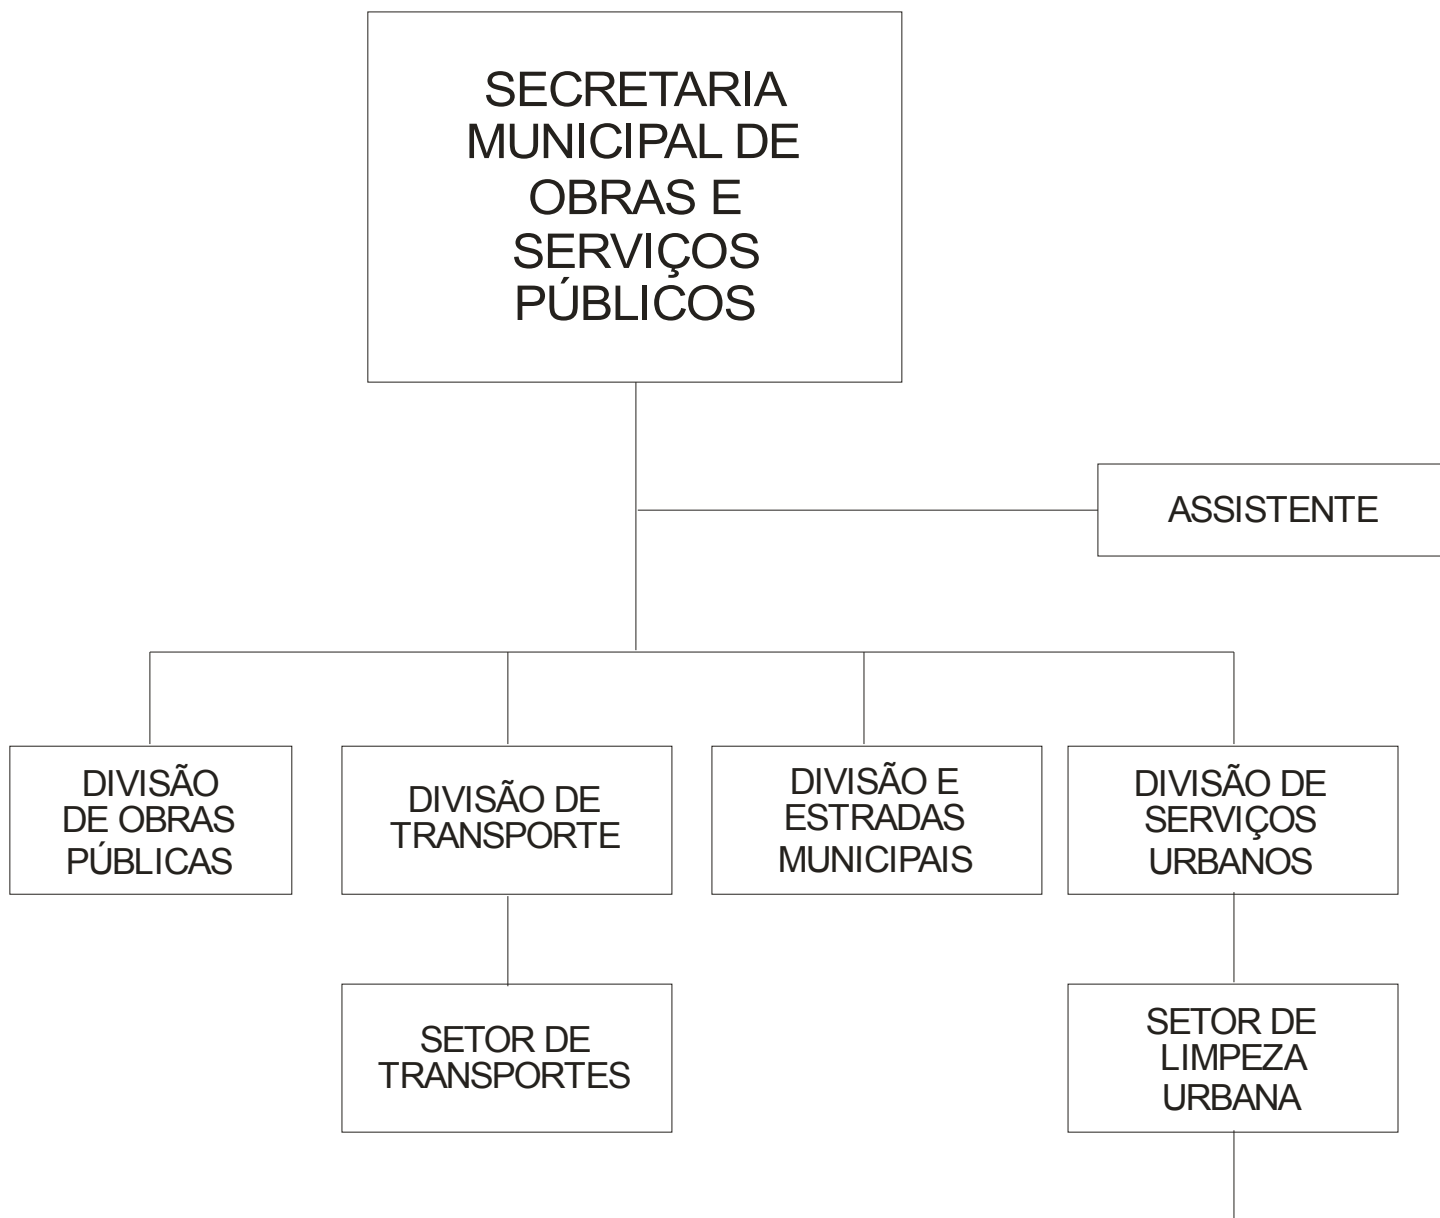 SECRETARIA
MUNICIPAL DE
OBRAS E
SERVIÇOS
PÚBLICOS
ASSISTENTE
DIVISÃO
DE OBRAS
PÚBLICAS
DIVISÃO DE
TRANSPORTE
DIVISÃO E
ESTRADAS
MUNICIPAIS
DIVISÃO DE
SERVIÇOS
URBANOS
SETOR DE
TRANSPORTES
SETOR DE
LIMPEZA
URBANA